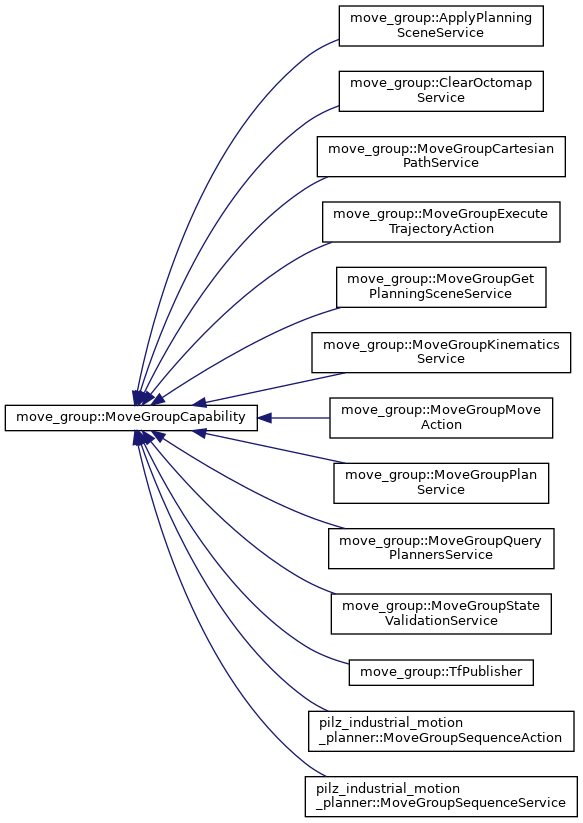 move_group::ApplyPlanning
SceneService
move_group::ClearOctomap
Service
move_group::MoveGroupCartesian
PathService
move_group::MoveGroupExecute
TrajectoryAction
move_group::MoveGroupGet
PlanningSceneService
move_group::MoveGroupKinematics
Service
move_group::MoveGroupCapability
move_group::MoveGroupMove
Action
move_group::MoveGroupPlan
Service
move_group::MoveGroupQuery
PlannersService
move_group::MoveGroupState
ValidationService
move_group::TfPublisher
pilz_industrial_motion
_planner::MoveGroupSequenceAction
pilz_industrial_motion
_planner::MoveGroupSequenceService